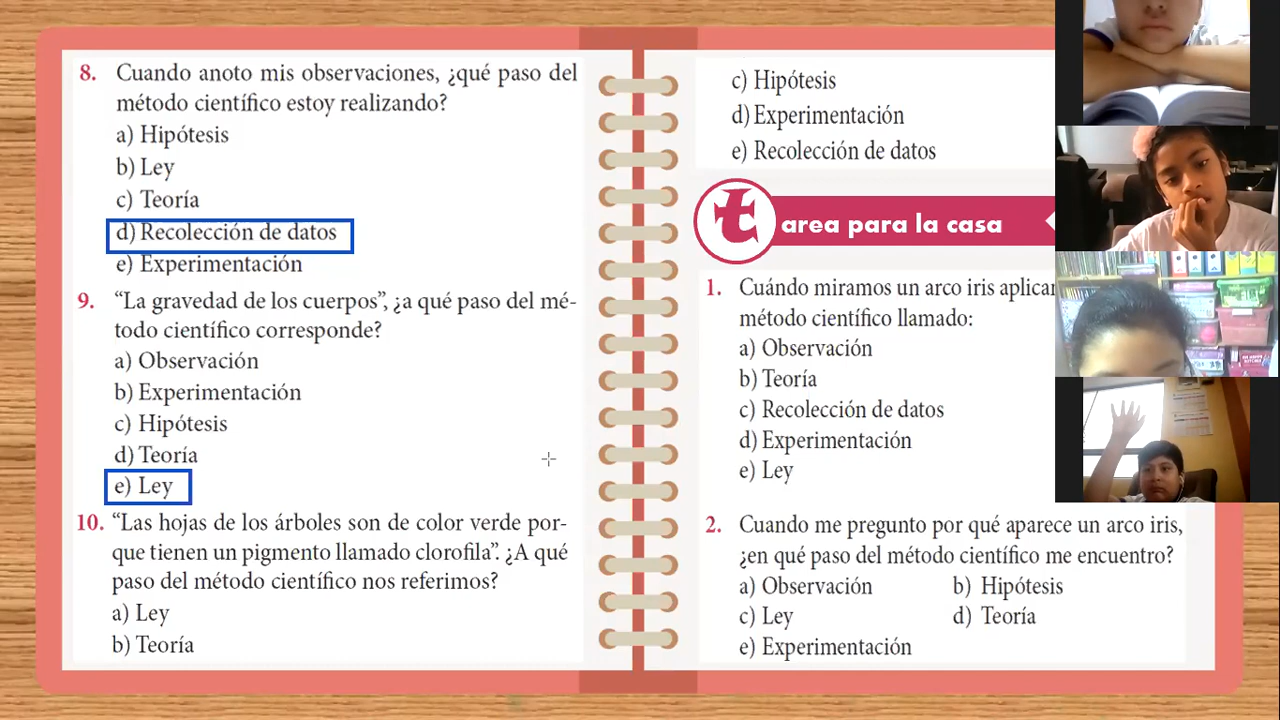 8. Cuando anoto mis observaciones, ¿qué paso del
método científico estoy realizando?
a) Hipótesis
b) Ley
c) Teoría
d) Recolección de datos
e) Experimentación
9. “La gravedad de los cuerpos”, ¿a qué paso del mé-
todo científico corresponde?
a) Observación
b) Experimentación
c) Hipótesis
d) Teoría
e) Ley
10. “Las hojas de los árboles son de color verde por-
que tienen un pigmento llamado clorofila”. ¿A qué
paso del método científico nos referimos?
a) Ley
b) Teoría
c) Hipótesis
d) Experimentación
e) Recolección de datos
tarea para la casa
1. Cuándo miramos un arco iris aplicar
método científico llamado:
a) Observación
b) Teoría
c) Recolección de datos
d) Experimentación
e) Ley
2. Cuando me pregunto por qué aparece un arco iris,
¿en qué paso del método científico me encuentro?
a) Observación b) Hipótesis
c) Ley d) Teoría
e) Experimentación